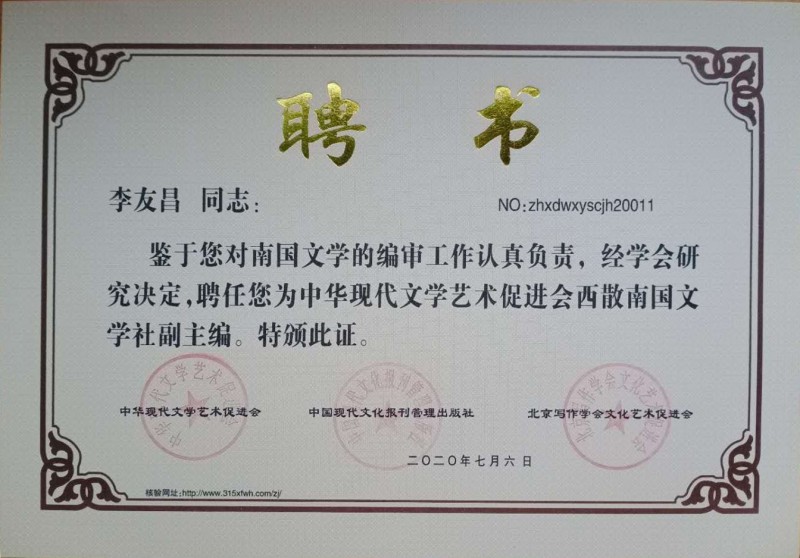 聘 书
李友昌 同志：
NO:zhxdwxyscjh20011
鉴于您对南国文学的编审工作认真负责，经学会研
究决定，聘任您为中华现代文学艺术促进会西散南国文
学社副主编。特颁此证。
中华现代文学艺术促进会
中国现代文化报刊管理出版社
北京写作学会文化艺术促进会
二〇二〇年七月六日
核验网址:http://www.315xfwh.com/zj/